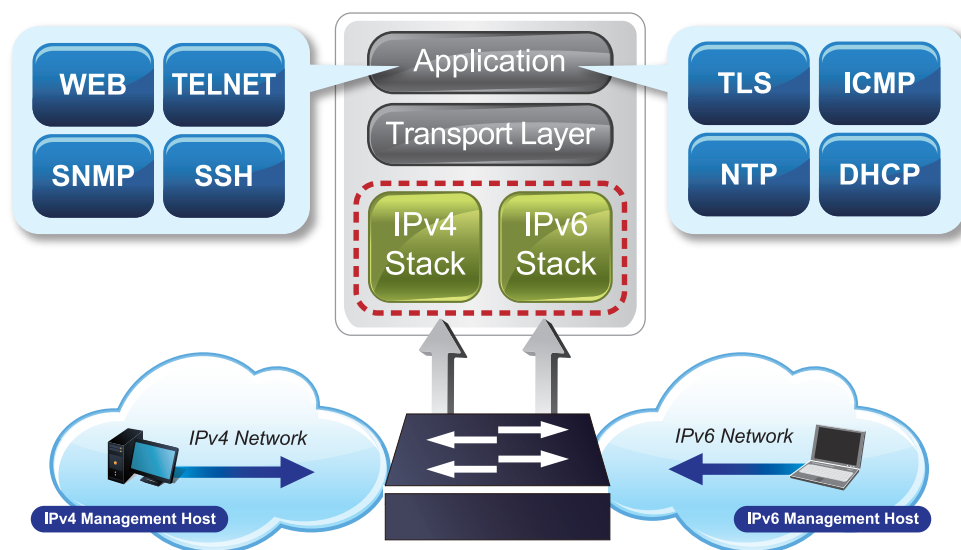 WEB
TELNET
SNMP
SSH
Application
Transport Layer
IPv4
Stack
IPv6
Stack
TLS
ICMP
NTP
DHCP
IPv4 Network
IPv4 Management Host
IPv6 Network
IPv6 Management Host